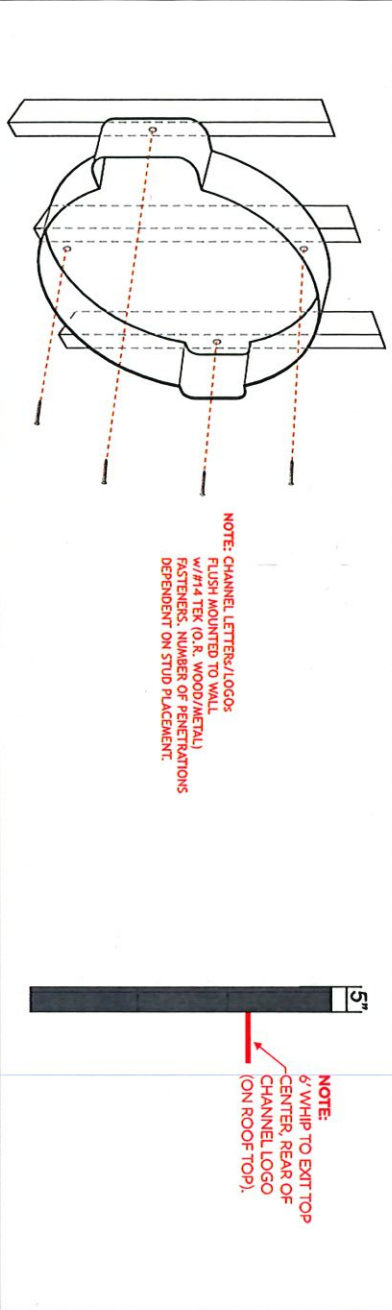 NOTE: CHANNEL LETTERs/LOGOs
FLUSH MOUNTED TO WALL
w/#14 TEK (O.R. WOOD/METAL)
FASTENERS. NUMBER OF PENETRATIONS
DEPENDENT ON STUD PLACEMENT.
5"
NOTE:
6' WHIP TO EXIT TOP
CENTER, REAR OF
CHANNEL LOGO
(ON ROOF TOP).